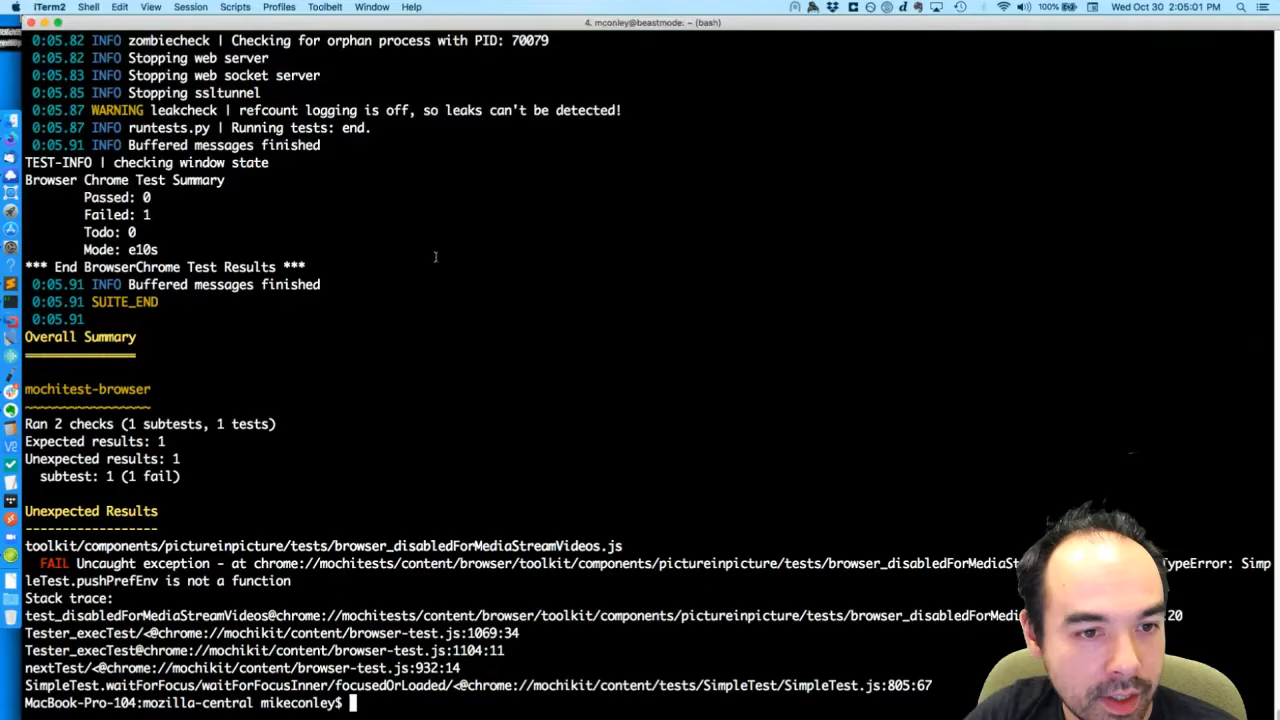 iTerm2 Shell Edit View Session Scripts Profiles Toolbelt Window Help 100% Wed Oct 30 2:05:01 PM
4. mconley@beastmode: ~ (bash)
0:05.82 INFO zombiecheck | Checking for orphan process with PID: 70079
0:05.82 INFO Stopping web server
0:05.83 INFO Stopping web socket server
0:05.85 INFO Stopping ssltunnel
0:05.87 WARNING leakcheck | refcount logging is off, so leaks can't be detected!
0:05.87 INFO runtests.py | Running tests: end.
0:05.91 INFO Buffered messages finished
TEST-INFO | checking window state
Browser Chrome Test Summary
Passed: 0
Failed: 1
Todo: 0
Mode: e10s
*** End BrowserChrome Test Results ***
0:05.91 INFO Buffered messages finished
0:05.91 SUITE_END
0:05.91
Overall Summary
===============
mochitest-browser
~~~~~~~~~~~~~~~~~
Ran 2 checks (1 subtests, 1 tests)
Expected results: 1
Unexpected results: 1
subtest: 1 (1 fail)
Unexpected Results
------------------
toolkit/components/pictureinpicture/tests/browser_disabledForMediaStreamVideos.js
FAIL Uncaught exception - at chrome://mochitests/content/browser/toolkit/components/pictureinpicture/tests/browser_disabledForMediaSt TypeError: Simp
leTest.pushPrefEnv is not a function
Stack trace:
test_disabledForMediaStreamVideos@chrome://mochitests/content/browser/toolkit/components/pictureinpicture/tests/browser_disabledForMed 20
Tester_execTest/<@chrome://mochikit/content/browser-test.js:1069:34
Tester_execTest@chrome://mochikit/content/browser-test.js:1104:11
nextTest/<@chrome://mochikit/content/browser-test.js:932:14
SimpleTest.waitForFocus/waitForFocusInner/focusedOrLoaded/<@chrome://mochikit/content/tests/SimpleTest/SimpleTest.js:805:67
MacBook-Pro-104:mozilla-central mikeconley$